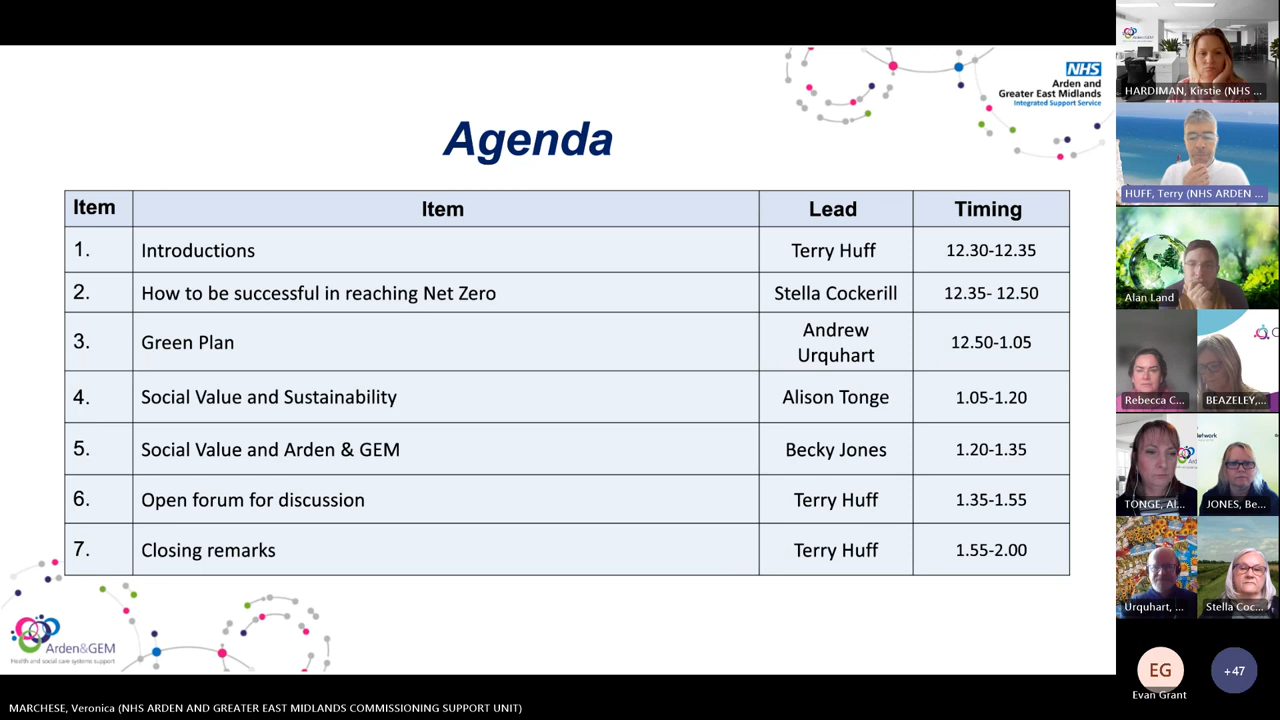 NHS
Arden and
Greater East Midlands
Integrated Support Service
Agenda
Item Item Lead Timing
1. Introductions Terry Huff 12.30-12.35
2. How to be successful in reaching Net Zero Stella Cockerill 12.35- 12.50
3. Green Plan Andrew Urquhart 12.50-1.05
4. Social Value and Sustainability Alison Tonge 1.05-1.20
5. Social Value and Arden & GEM Becky Jones 1.20-1.35
6. Open forum for discussion Terry Huff 1.35-1.55
7. Closing remarks Terry Huff 1.55-2.00
Arden&GEM
Health and social care systems support
MARCHESE, Veronica (NHS ARDEN AND GREATER EAST MIDLANDS COMMISSIONING SUPPORT UNIT)
Arden&GEM
HARDIMAN, Kirstie (NHS ...
HUFF, Terry (NHS ARDEN ...
Alan Land
Rebecca C...
BEAZELEY,...
TONGE, Al...
JONES, Be...
Urquhart, ...
Stella Coc...
EG
+47
Evan Grant